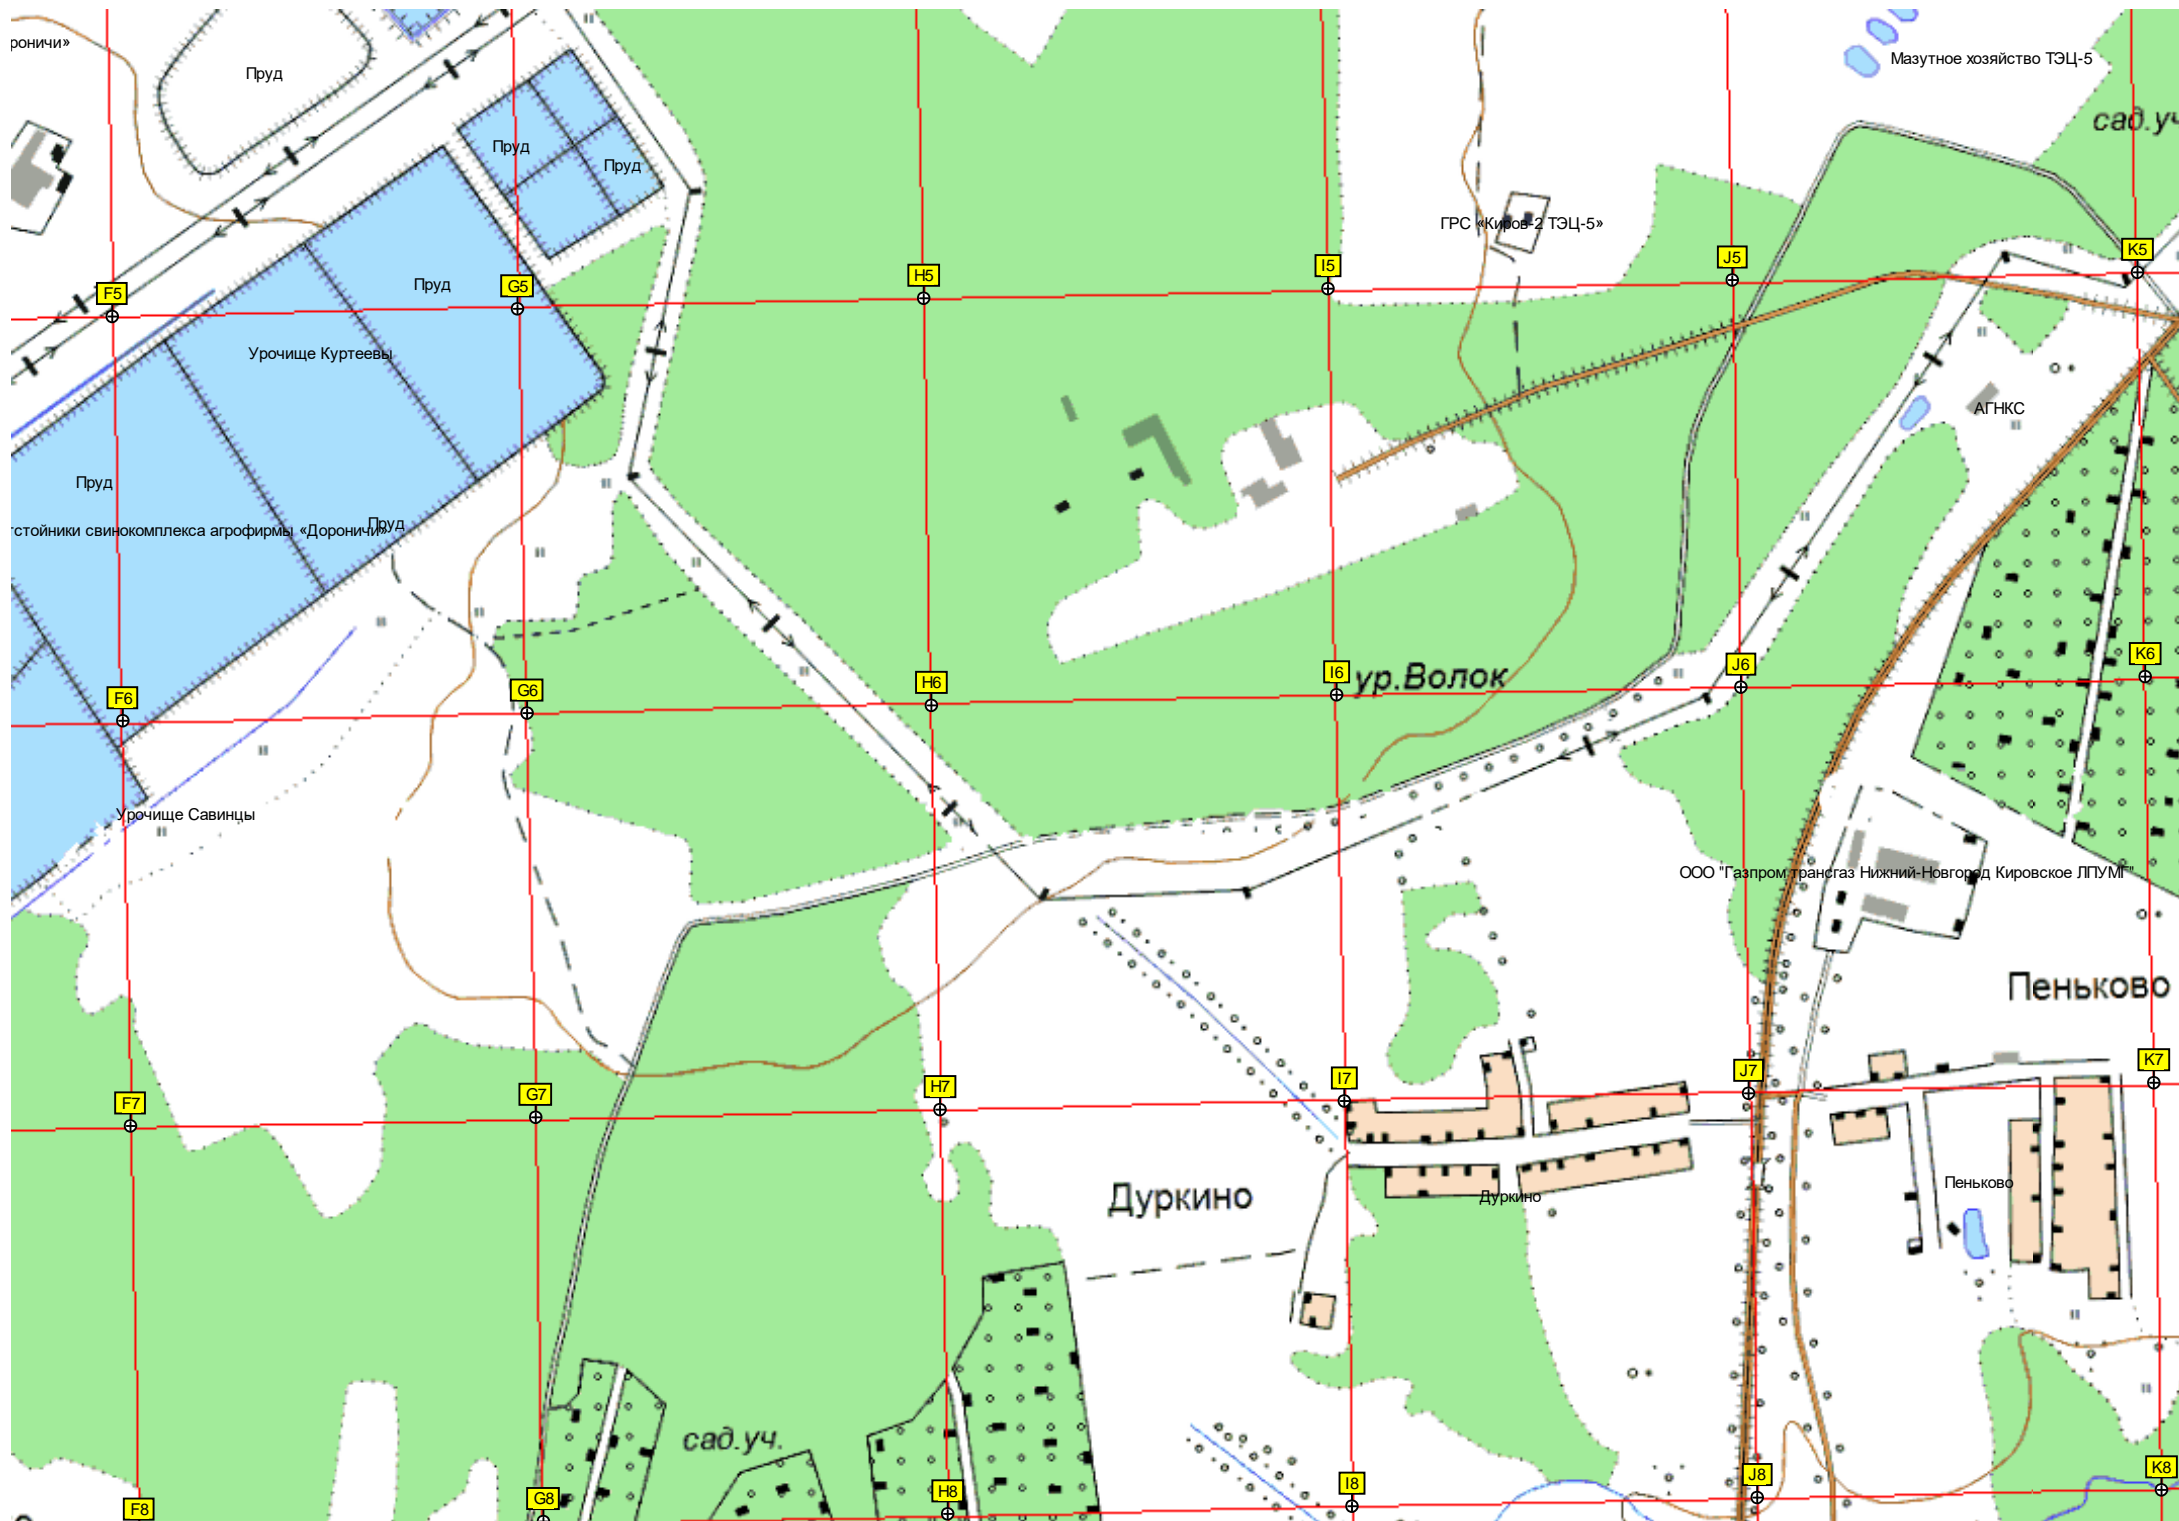 роничи»
Пруд
Мазутное хозяйство ТЭЦ-5
сад.уч
Пруд
Пруд
ГРС «Киров-2 ТЭЦ-5»
F5
G5
H5
I5
J5
K5
Пруд
Урочище Куртеевы
АГНКС
Пруд
Пруд
тстойники свинокомплекса агрофирмы «Дороничи»
F6
G6
H6
I6
ур.Волок
J6
K6
Урочище Савинцы
ООО "Газпром трансгаз Нижний-Новгород Кировское ЛПУМГ"
Пеньково
F7
G7
H7
I7
J7
K7
Дуркино
Дуркино
Пеньково
сад.уч.
F8
G8
H8
I8
J8
K8